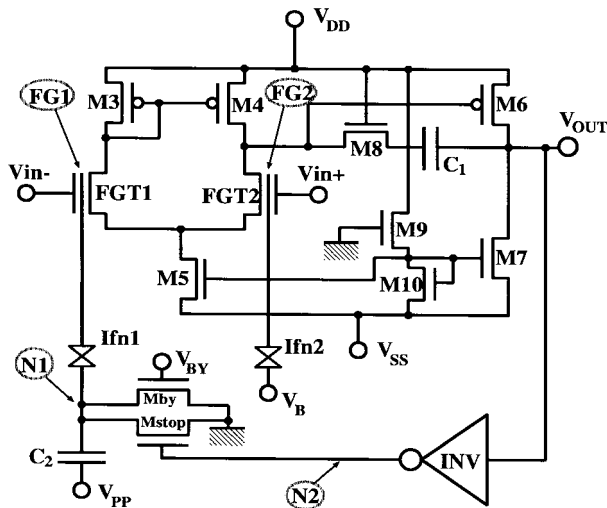 V_DD
FG1
M3
M4
FG2
M6
V_OUT
M8
C_1
Vin-
FGT1
FGT2
Vin+
M9
M5
M10
M7
Ifn1
Ifn2
V_SS
N1
V_BY
Mby
V_B
Mstop
C_2
INV
V_PP
N2